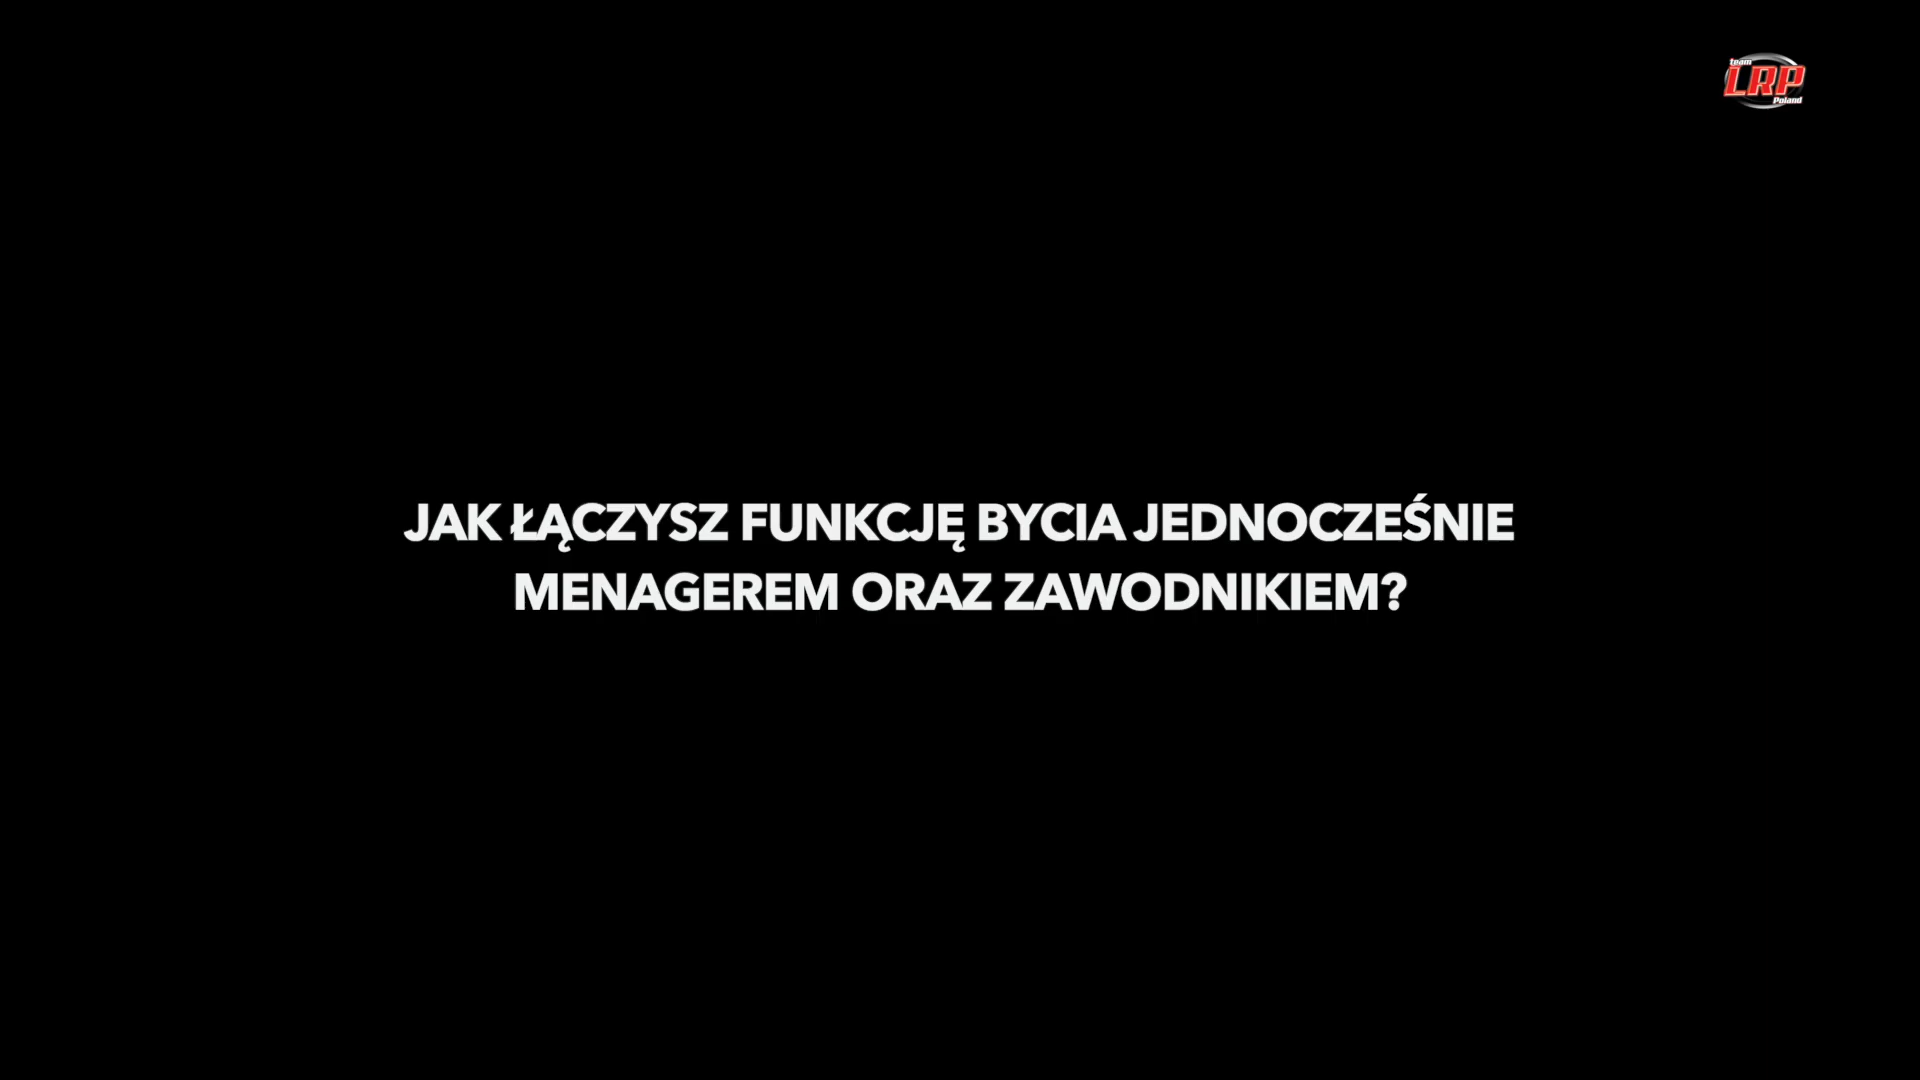 team
LRP
Poland
JAK ŁĄCZYSZ FUNKCJĘ BYCIA JEDNOCZEŚNIE
MENAGEREM ORAZ ZAWODNIKIEM?